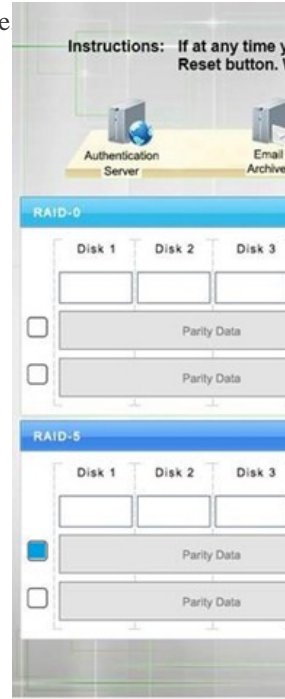 e
Instructions: If at any time y
Reset button. W
Authentication
Server
Email
Archive
RAID-0
Disk 1 Disk 2 Disk 3
Parity Data
Parity Data
RAID-5
Disk 1 Disk 2 Disk 3
Parity Data
Parity Data